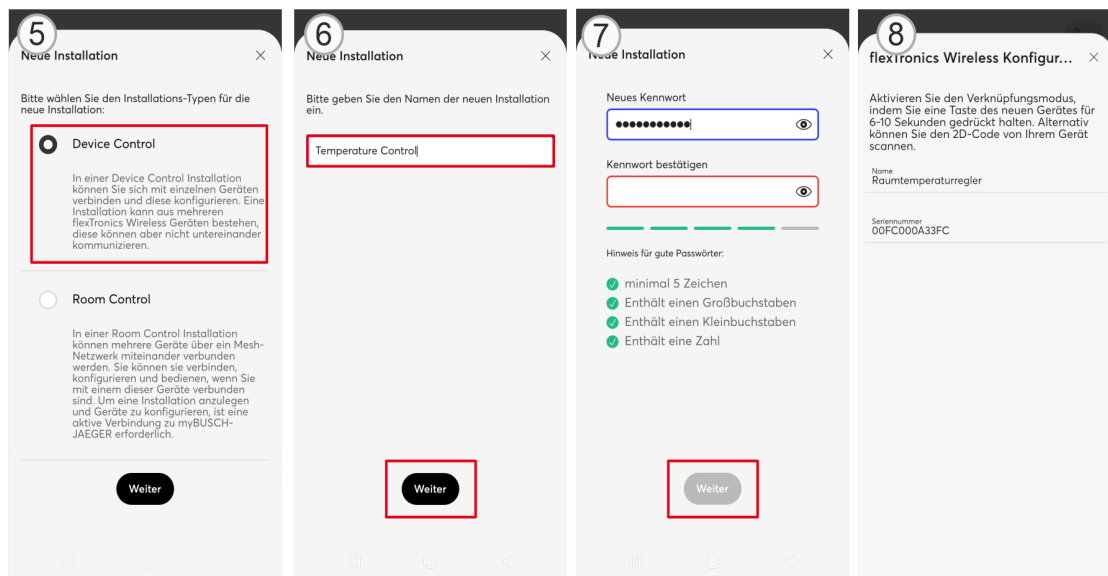 5
Neue Installation
Bitte wählen Sie den Installations-Typen für die
neue Installation:
Device Control
In einer Device Control Installation
können Sie sich mit einzelnen Geräten
verbinden und diese konfigurieren. Eine
Installation kann aus mehreren
flexTronics Wireless Geräten bestehen,
diese können aber nicht untereinander
kommunizieren.
Room Control
In einer Room Control Installation
können mehrere Geräte über ein Mesh-
Netzwerk miteinander verbunden
werden. Sie können sie verbinden,
konfigurieren und bedienen, wenn Sie
mit einem dieser Geräte verbunden
sind. Um eine Installation anzulegen
und Geräte zu konfigurieren, ist eine
aktive Verbindung zu myBUSCH-
JAEGER erforderlich.
Weiter
6
Neue Installation
Bitte geben Sie den Namen der neuen Installation
ein.
Temperature Control
Weiter
7
Neue Installation
Neues Kennwort
Kennwort bestätigen
Hinweis für gute Passwörter:
minimal 5 Zeichen
Enthält einen Großbuchstaben
Enthält einen Kleinbuchstaben
Enthält eine Zahl
Weiter
8
flexTronics Wireless Konfigur...
Aktivieren Sie den Verknüpfungsmodus,
indem Sie eine Taste des neuen Gerätes für
6-10 Sekunden gedrückt halten. Alternativ
können Sie den 2D-Code von Ihrem Gerät
scannen.
Name
Raumtemperaturregler
Seriennummer
00FC000A33FC